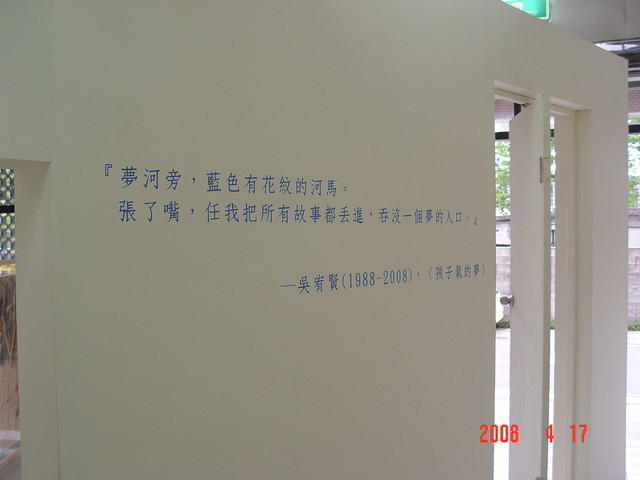 『夢河旁，藍色有花紋的河馬。
張了嘴，任我把所有故事都丟進，吞沒一個夢的入口。』
—吳宥賢(1988-2008)，〈孩子氣的夢〉
2008 4 17